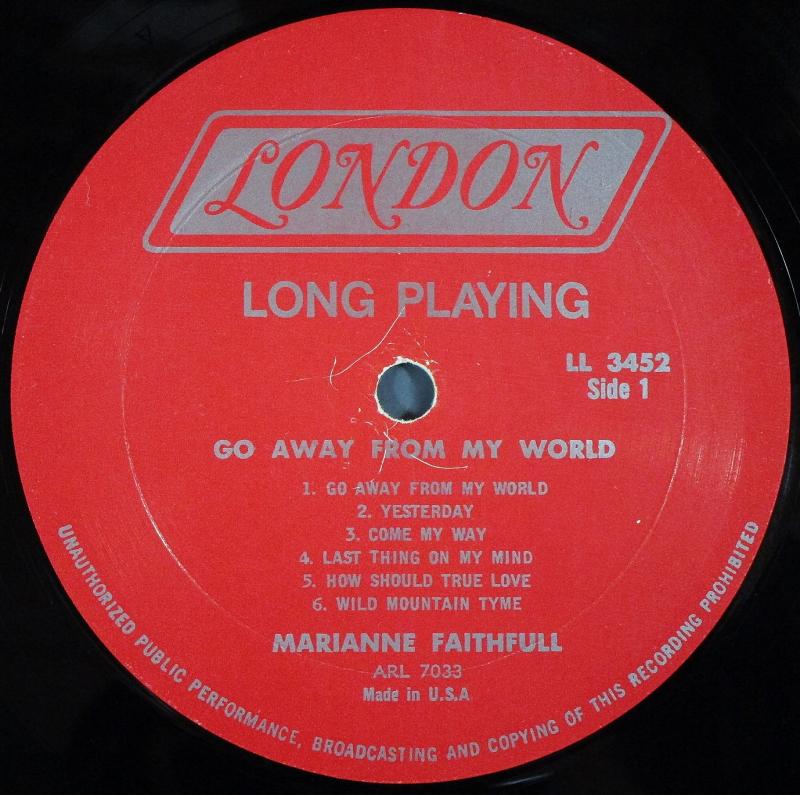 LONDON
LONG PLAYING
LL 3452
Side 1
GO AWAY FROM MY WORLD
1. GO AWAY FROM MY WORLD
2. YESTERDAY
3. COME MY WAY
4. LAST THING ON MY MIND
5. HOW SHOULD TRUE LOVE
6. WILD MOUNTAIN TYME
MARIANNE FAITHFULL
ARL 7033
Made in U.S.A.
UNAUTHORIZED PUBLIC PERFORMANCE, BROADCASTING AND COPYING OF THIS RECORDING PROHIBITED